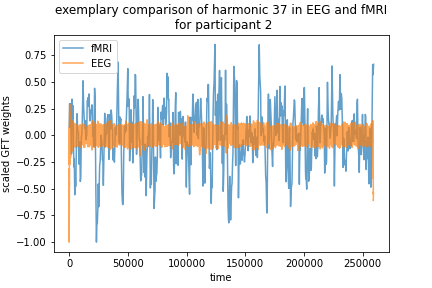 exemplary comparison of harmonic 37 in EEG and fMRI
for participant 2
fMRI
EEG
scaled GFT weights
0.75
0.50
0.25
0.00
−0.25
−0.50
−0.75
−1.00
0 50000 100000 150000 200000 250000
time